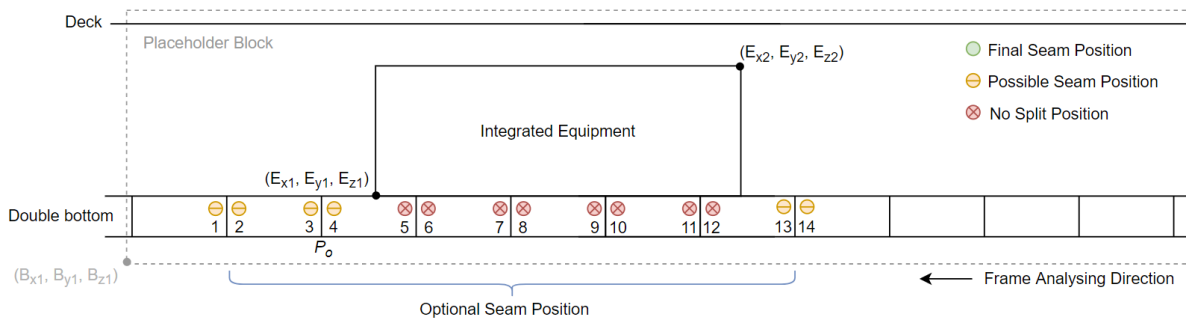 Deck
Placeholder Block
(Ex2, Ey2, Ez2)
Final Seam Position
Possible Seam Position
No Split Position
Integrated Equipment
(Ex1, Ey1, Ez1)
Double bottom
1 2 3 4 5 6 7 8 9 10 11 12 13 14
Po
(Bx1, By1, Bz1)
Frame Analysing Direction
Optional Seam Position